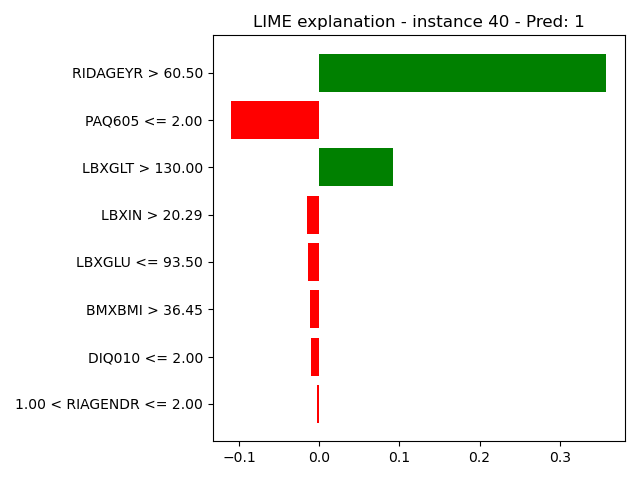 LIME explanation - instance 40 - Pred: 1
RIDAGEYR > 60.50
PAQ605 <= 2.00
LBXGLT > 130.00
LBXIN > 20.29
LBXGLU <= 93.50
BMXBMI > 36.45
DIQ010 <= 2.00
1.00 < RIAGENDR <= 2.00
−0.1 0.0 0.1 0.2 0.3